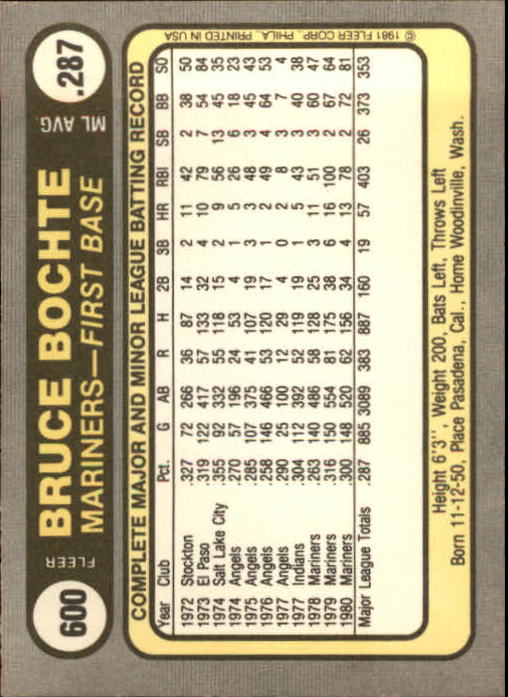 600
FLEER
BRUCE BOCHTE
MARINERS—FIRST BASE
ML AVG.
.287
COMPLETE MAJOR AND MINOR LEAGUE BATTING RECORD
Year Club Pct. G AB R H 2B 3B HR RBI SB BB SO
1972 Stockton .327 72 266 36 87 14 2 11 42 2 38 50
1973 El Paso .319 122 417 57 133 32 4 10 79 7 54 84
1974 Salt Lake City .355 92 332 55 118 15 2 9 56 13 45 35
1974 Angels .270 57 196 24 53 4 1 5 26 6 18 23
1975 Angels .285 107 375 41 107 19 3 3 48 3 45 43
1976 Angels .258 146 466 53 120 17 1 2 49 4 64 53
1977 Angels .290 25 100 12 29 4 0 2 8 3 7 4
1977 Indians .304 112 392 52 119 19 1 5 43 3 40 38
1978 Mariners .263 140 486 58 128 25 3 11 51 3 60 47
1979 Mariners .316 150 554 81 175 38 6 16 100 2 67 64
1980 Mariners .300 148 520 62 156 34 4 13 78 2 72 81
Major League Totals .287 885 3089 383 887 160 19 57 403 26 373 353
Height 6'3", Weight 200, Bats Left, Throws Left
Born 11-12-50, Place Pasadena, Cal., Home Woodinville, Wash.
© 1981 FLEER CORP., PHILA., PRINTED IN USA